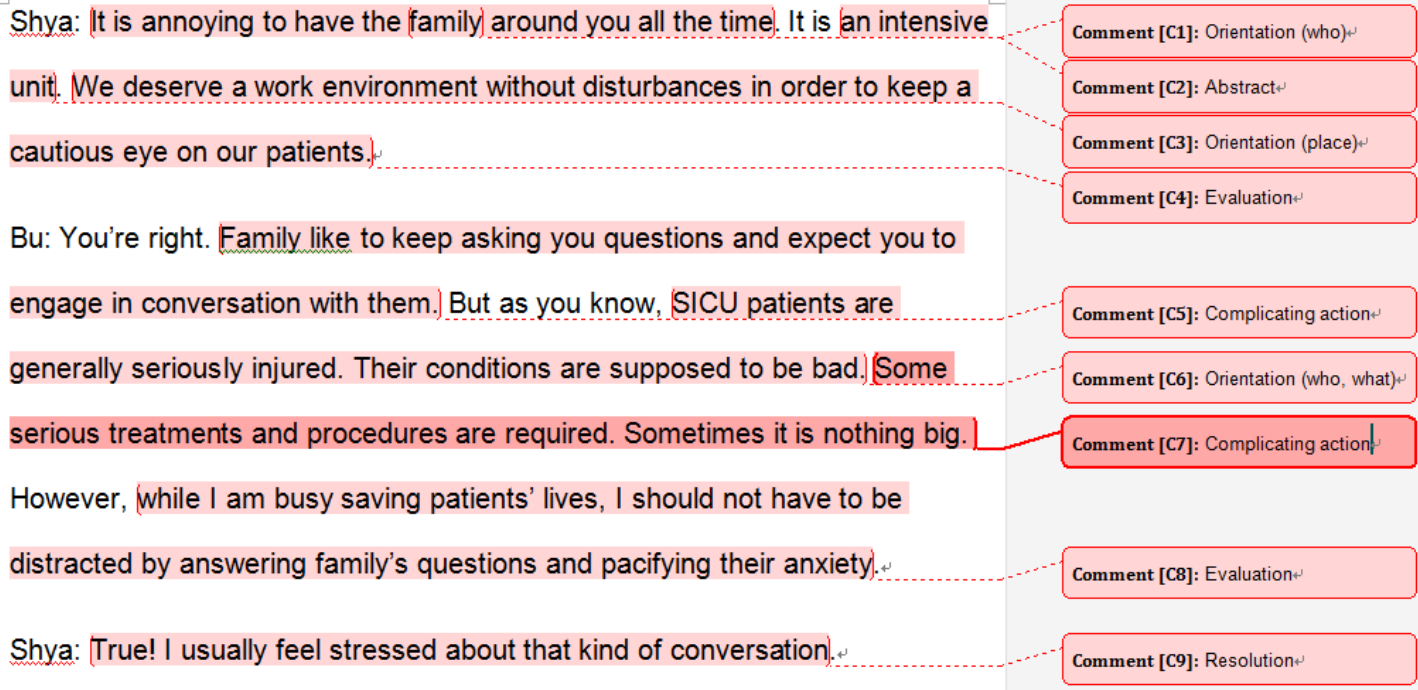 Shya: It is annoying to have the family around you all the time. It is an intensive
unit. We deserve a work environment without disturbances in order to keep a
cautious eye on our patients.
Bu: You're right. Family like to keep asking you questions and expect you to
engage in conversation with them. But as you know, SICU patients are
generally seriously injured. Their conditions are supposed to be bad. Some
serious treatments and procedures are required. Sometimes it is nothing big.
However, while I am busy saving patients' lives, I should not have to be
distracted by answering family's questions and pacifying their anxiety.
Shya: True! I usually feel stressed about that kind of conversation.
Comment [C1]: Orientation (who)
Comment [C2]: Abstract
Comment [C3]: Orientation (place)
Comment [C4]: Evaluation
Comment [C5]: Complicating action
Comment [C6]: Orientation (who, what)
Comment [C7]: Complicating action
Comment [C8]: Evaluation
Comment [C9]: Resolution